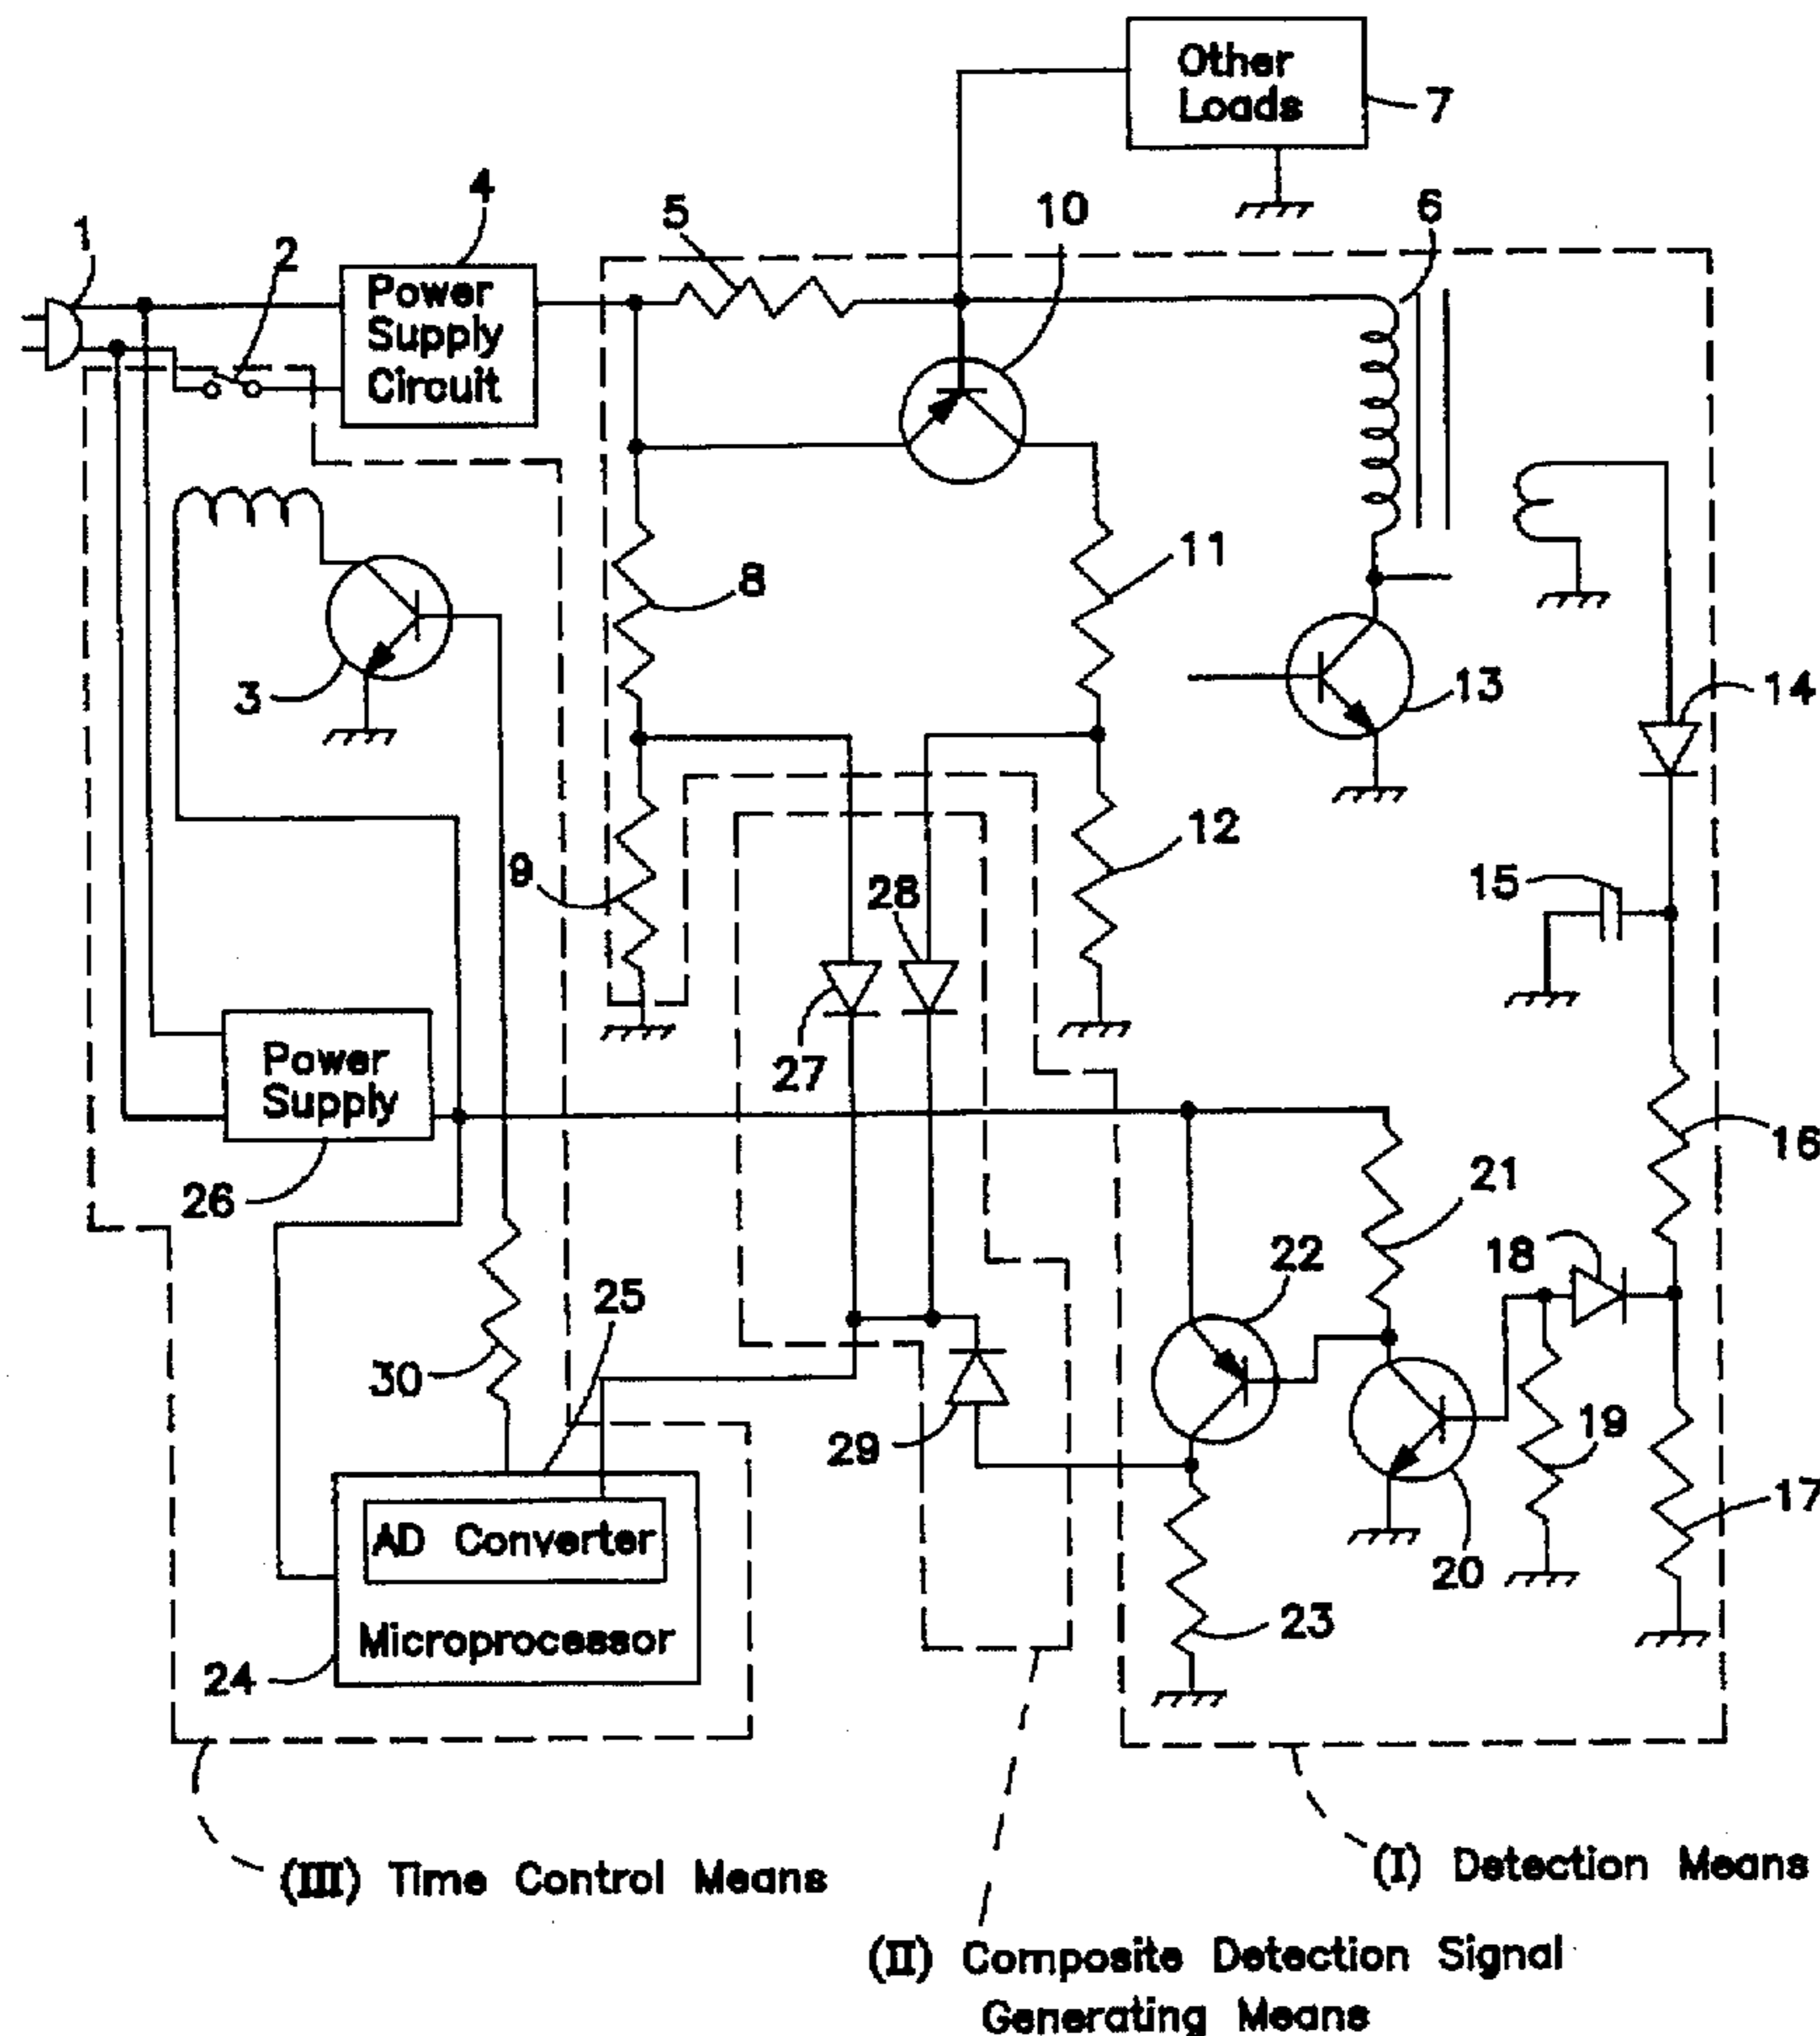 Other
Loads
7
4
5
10
6
1
2
Power
Supply
Circuit
8
11
3
13
14
9
28
12
15
27
Power
Supply
26
16
21
18
22
25
30
29
19
17
20
23
AD Converter
Microprocessor
24
(III) Time Control Means
(I) Detection Means
(II) Composite Detection Signal
Generating Means